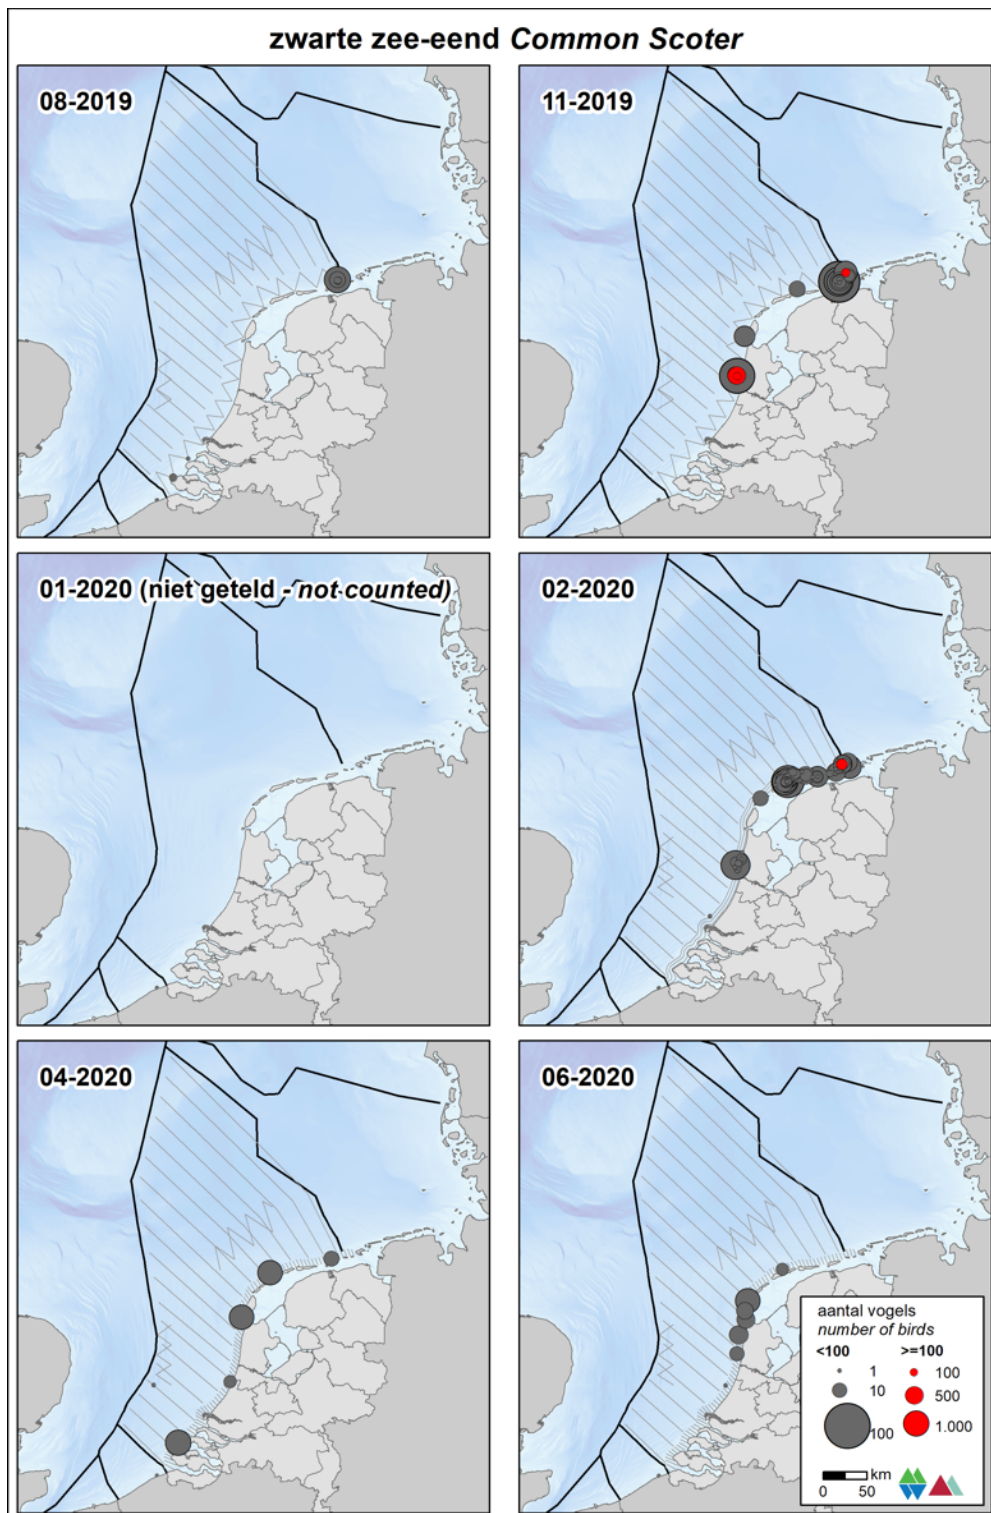 zwarte zee-eend Common Scoter
08-2019
11-2019
01-2020 (niet geteld - not counted)
02-2020
04-2020
06-2020
aantal vogels
number of birds
<100 >=100
1 100
10 500
100 1.000
km
0 50